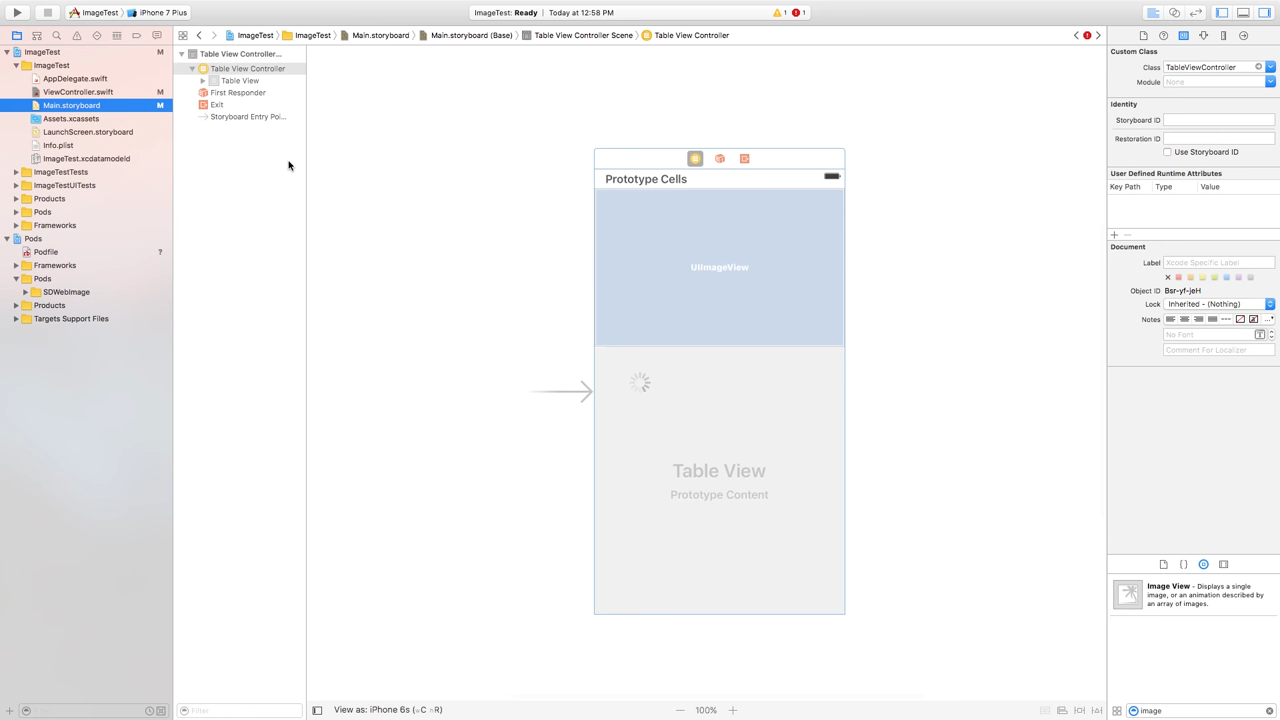 ImageTest
iPhone 7 Plus
ImageTest: Ready
Today at 12:58 PM
1
1
ImageTest
ImageTest
Main.storyboard
Main.storyboard (Base)
Table View Controller Scene
Table View Controller
ImageTest
M
ImageTest
AppDelegate.swift
ViewController.swift
M
Main.storyboard
M
Assets.xcassets
LaunchScreen.storyboard
Info.plist
ImageTest.xcdatamodeld
ImageTestTests
ImageTestUITests
Products
Pods
Frameworks
Pods
Podfile
?
Frameworks
Pods
SDWebImage
Products
Targets Support Files
Filter
Table View Controller...
Table View Controller
Table View
First Responder
Exit
Storyboard Entry Poi...
Filter
Prototype Cells
UIImageView
Table View
Prototype Content
View as: iPhone 6s (wC hR)
100%
Custom Class
Class
TableViewController
Module
None
Identity
Storyboard ID
Restoration ID
Use Storyboard ID
User Defined Runtime Attributes
Key Path
Type
Value
Document
Label
Xcode Specific Label
Object ID
Bsr-yf-jeH
Lock
Inherited - (Nothing)
Notes
No Font
Comment For Localizer
Image View - Displays a single
image, or an animation described by
an array of images.
image